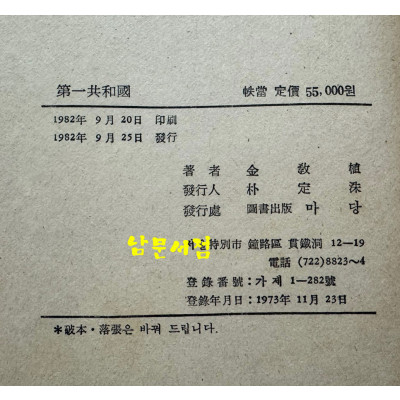 第一共和國
帙當 定價 55,000원
1982年 9月 20日 印刷
1982年 9月 25日 發行
著者 金敎植
發行人 朴定洙
發行處 圖書出版 마당
서울特別市 鐘路區 貫鐵洞 12-19
남문서점
電話 (722)8823~4
登錄番號: 가 제 1-282號
登錄年月日: 1973年 11月 23日
*破本·落張은 바꿔 드립니다.